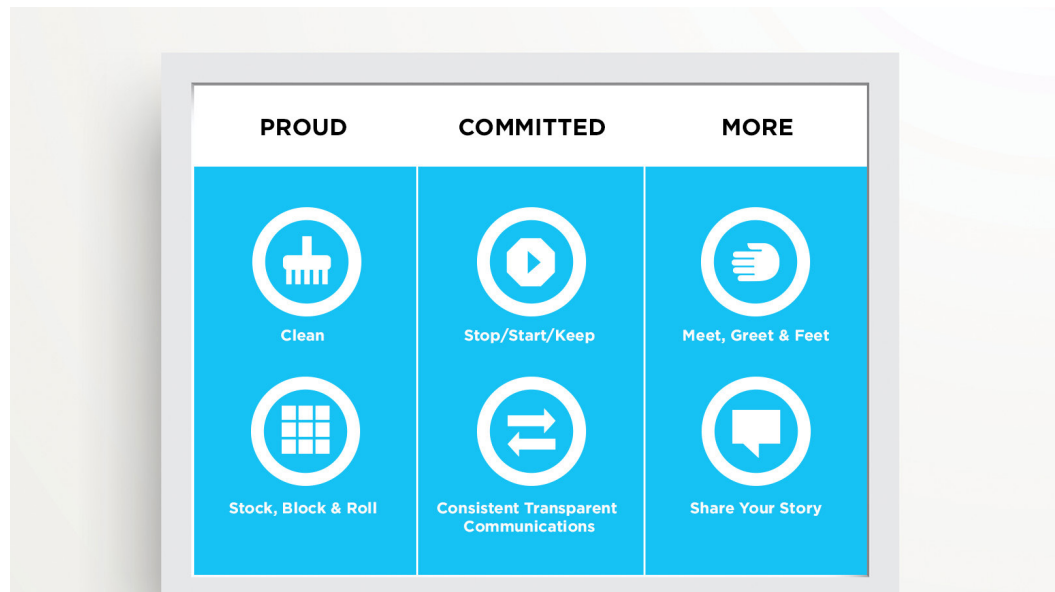 PROUD
COMMITTED
MORE
Clean
Stop/Start/Keep
Meet, Greet & Feet
Stock, Block & Roll
Consistent Transparent
Communications
Share Your Story